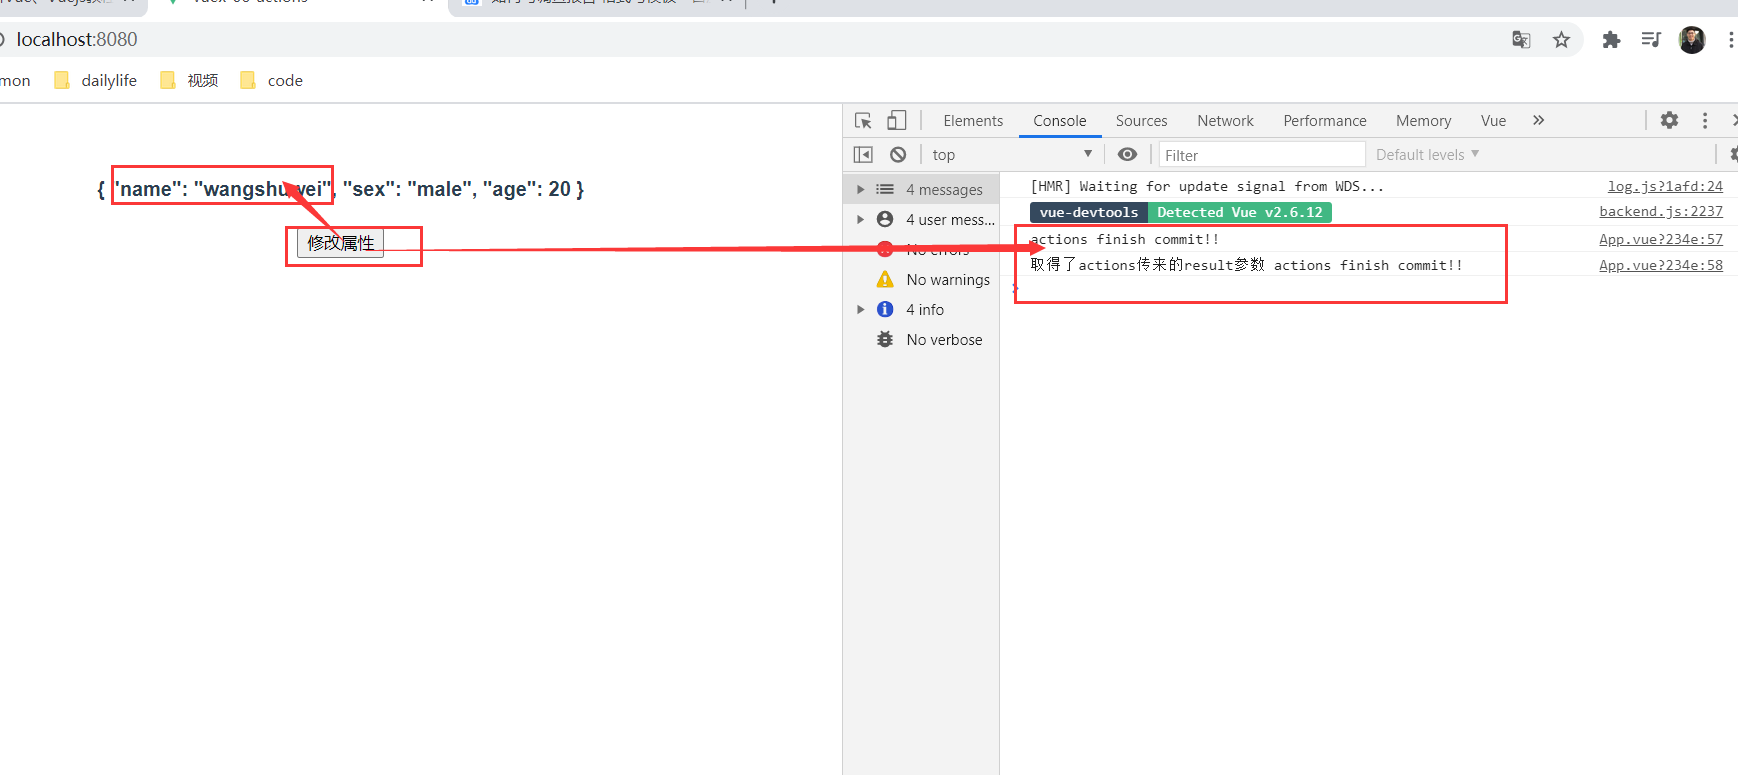 vuex-06-actions
localhost:8080
mon dailylife 视频 code
Elements Console Sources Network Performance Memory Vue
top Filter Default levels
4 messages
4 user mess...
No errors
No warnings
4 info
No verbose
[HMR] Waiting for update signal from WDS... log.js?1afd:24
vue-devtools Detected Vue v2.6.12 backend.js:2237
actions finish commit!! App.vue?234e:57
取得了actions传来的result参数 actions finish commit!! App.vue?234e:58
{ "name": "wangshuwei", "sex": "male", "age": 20 }
修改属性